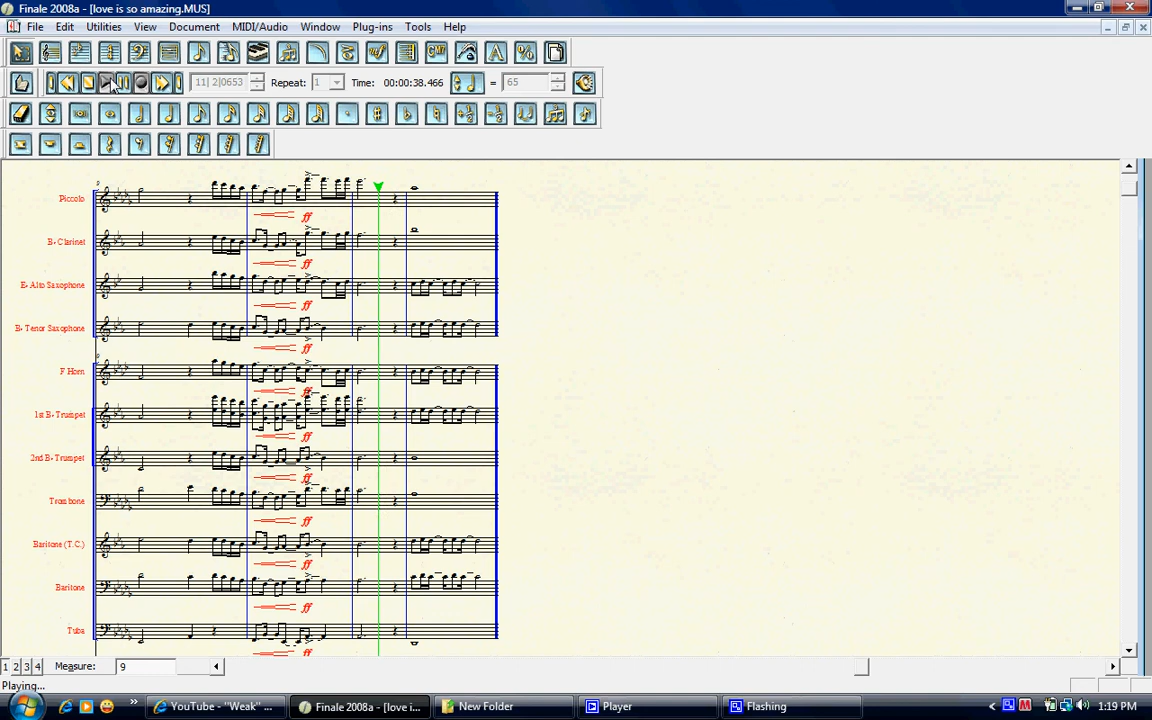 Finale 2008a - [love is so amazing.MUS]
File Edit Utilities View Document MIDI/Audio Window Plug-ins Tools Help
11| 2|0653 Repeat: 1 Time: 00:00:38.466 = 65
Piccolo
ff
B♭ Clarinet
ff
E♭ Alto Saxophone
ff
B♭ Tenor Saxophone
ff
F Horn
ff
1st B♭ Trumpet
ff
2nd B♭ Trumpet
ff
Trombone
ff
Baritone (T.C.)
ff
Baritone
ff
Tuba
ff
1 2 3 4 Measure: 9
Playing...
YouTube - "Weak" ... Finale 2008a - [love i... New Folder Player Flashing 1:19 PM